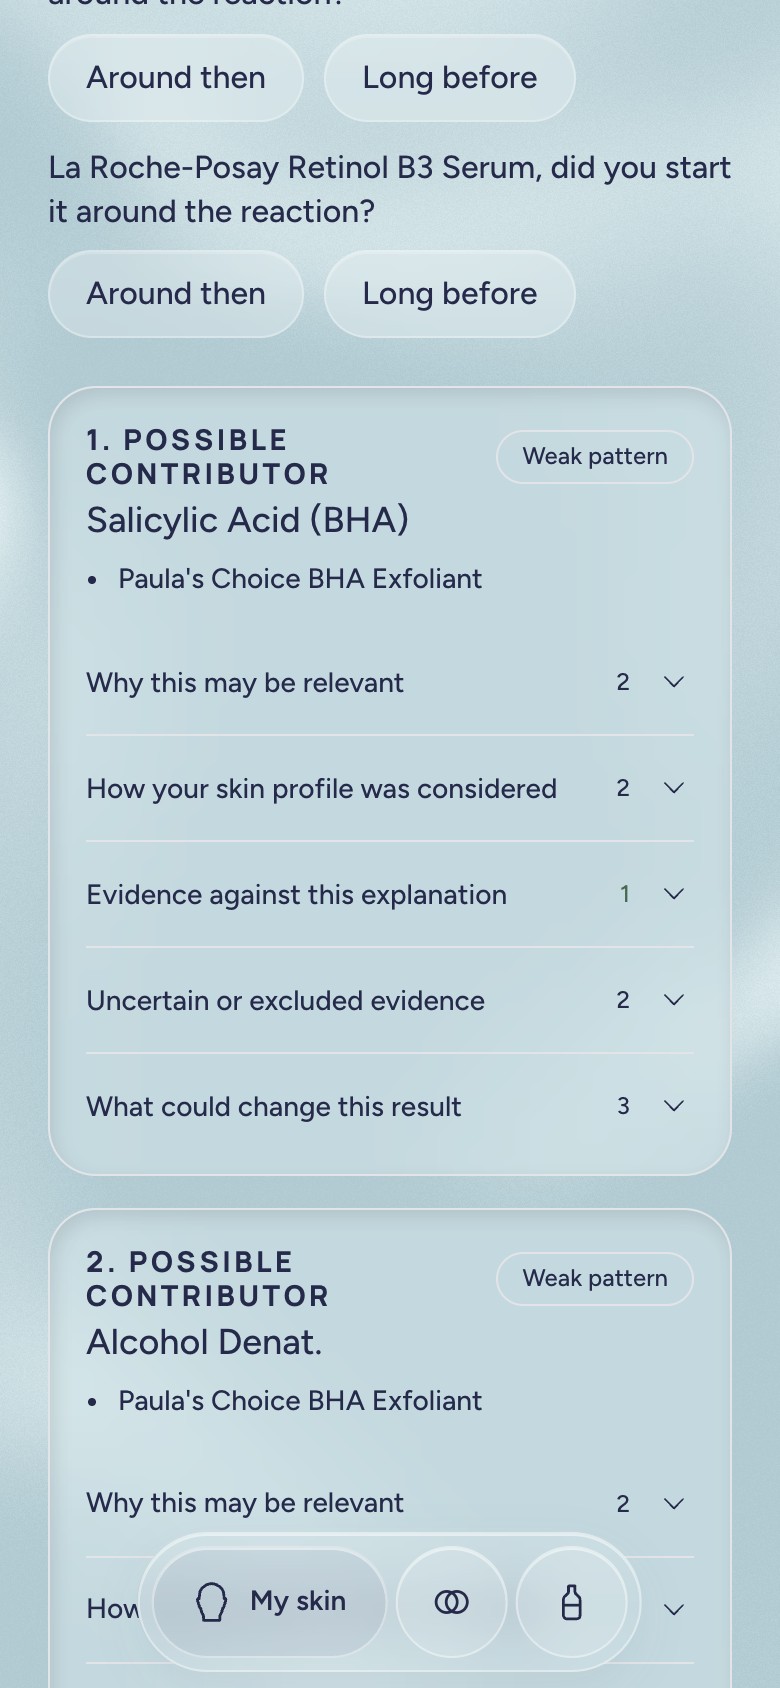 around the reaction?
Around then
Long before
La Roche-Posay Retinol B3 Serum, did you start
it around the reaction?
Around then
Long before
1. POSSIBLE
CONTRIBUTOR
Weak pattern
Salicylic Acid (BHA)
• Paula's Choice BHA Exfoliant
Why this may be relevant 2
How your skin profile was considered 2
Evidence against this explanation 1
Uncertain or excluded evidence 2
What could change this result 3
2. POSSIBLE
CONTRIBUTOR
Weak pattern
Alcohol Denat.
• Paula's Choice BHA Exfoliant
Why this may be relevant 2
How
My skin